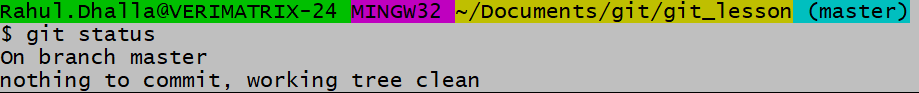 Rahul.Dhalla@VERIMATRIX-24 MINGW32 ~/Documents/git/git_lesson (master)
$ git status
On branch master
nothing to commit, working tree clean